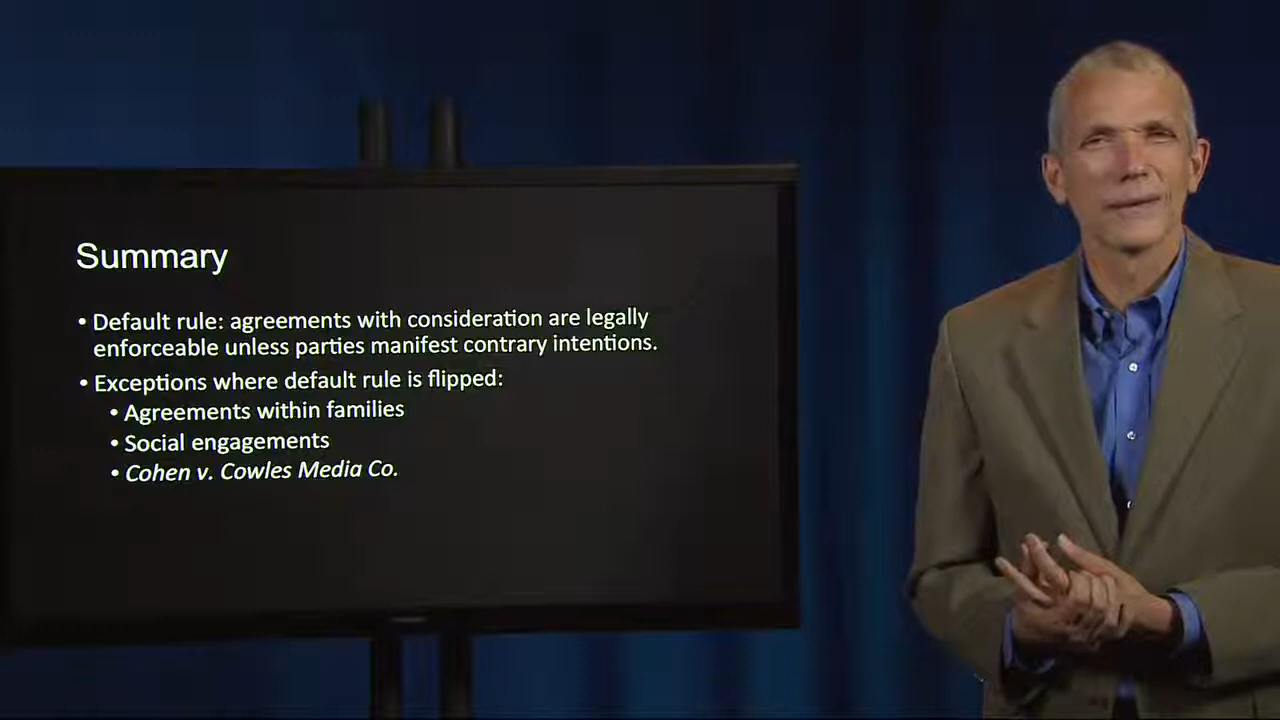 Summary
• Default rule: agreements with consideration are legally
enforceable unless parties manifest contrary intentions.
• Exceptions where default rule is flipped:
• Agreements within families
• Social engagements
• Cohen v. Cowles Media Co.